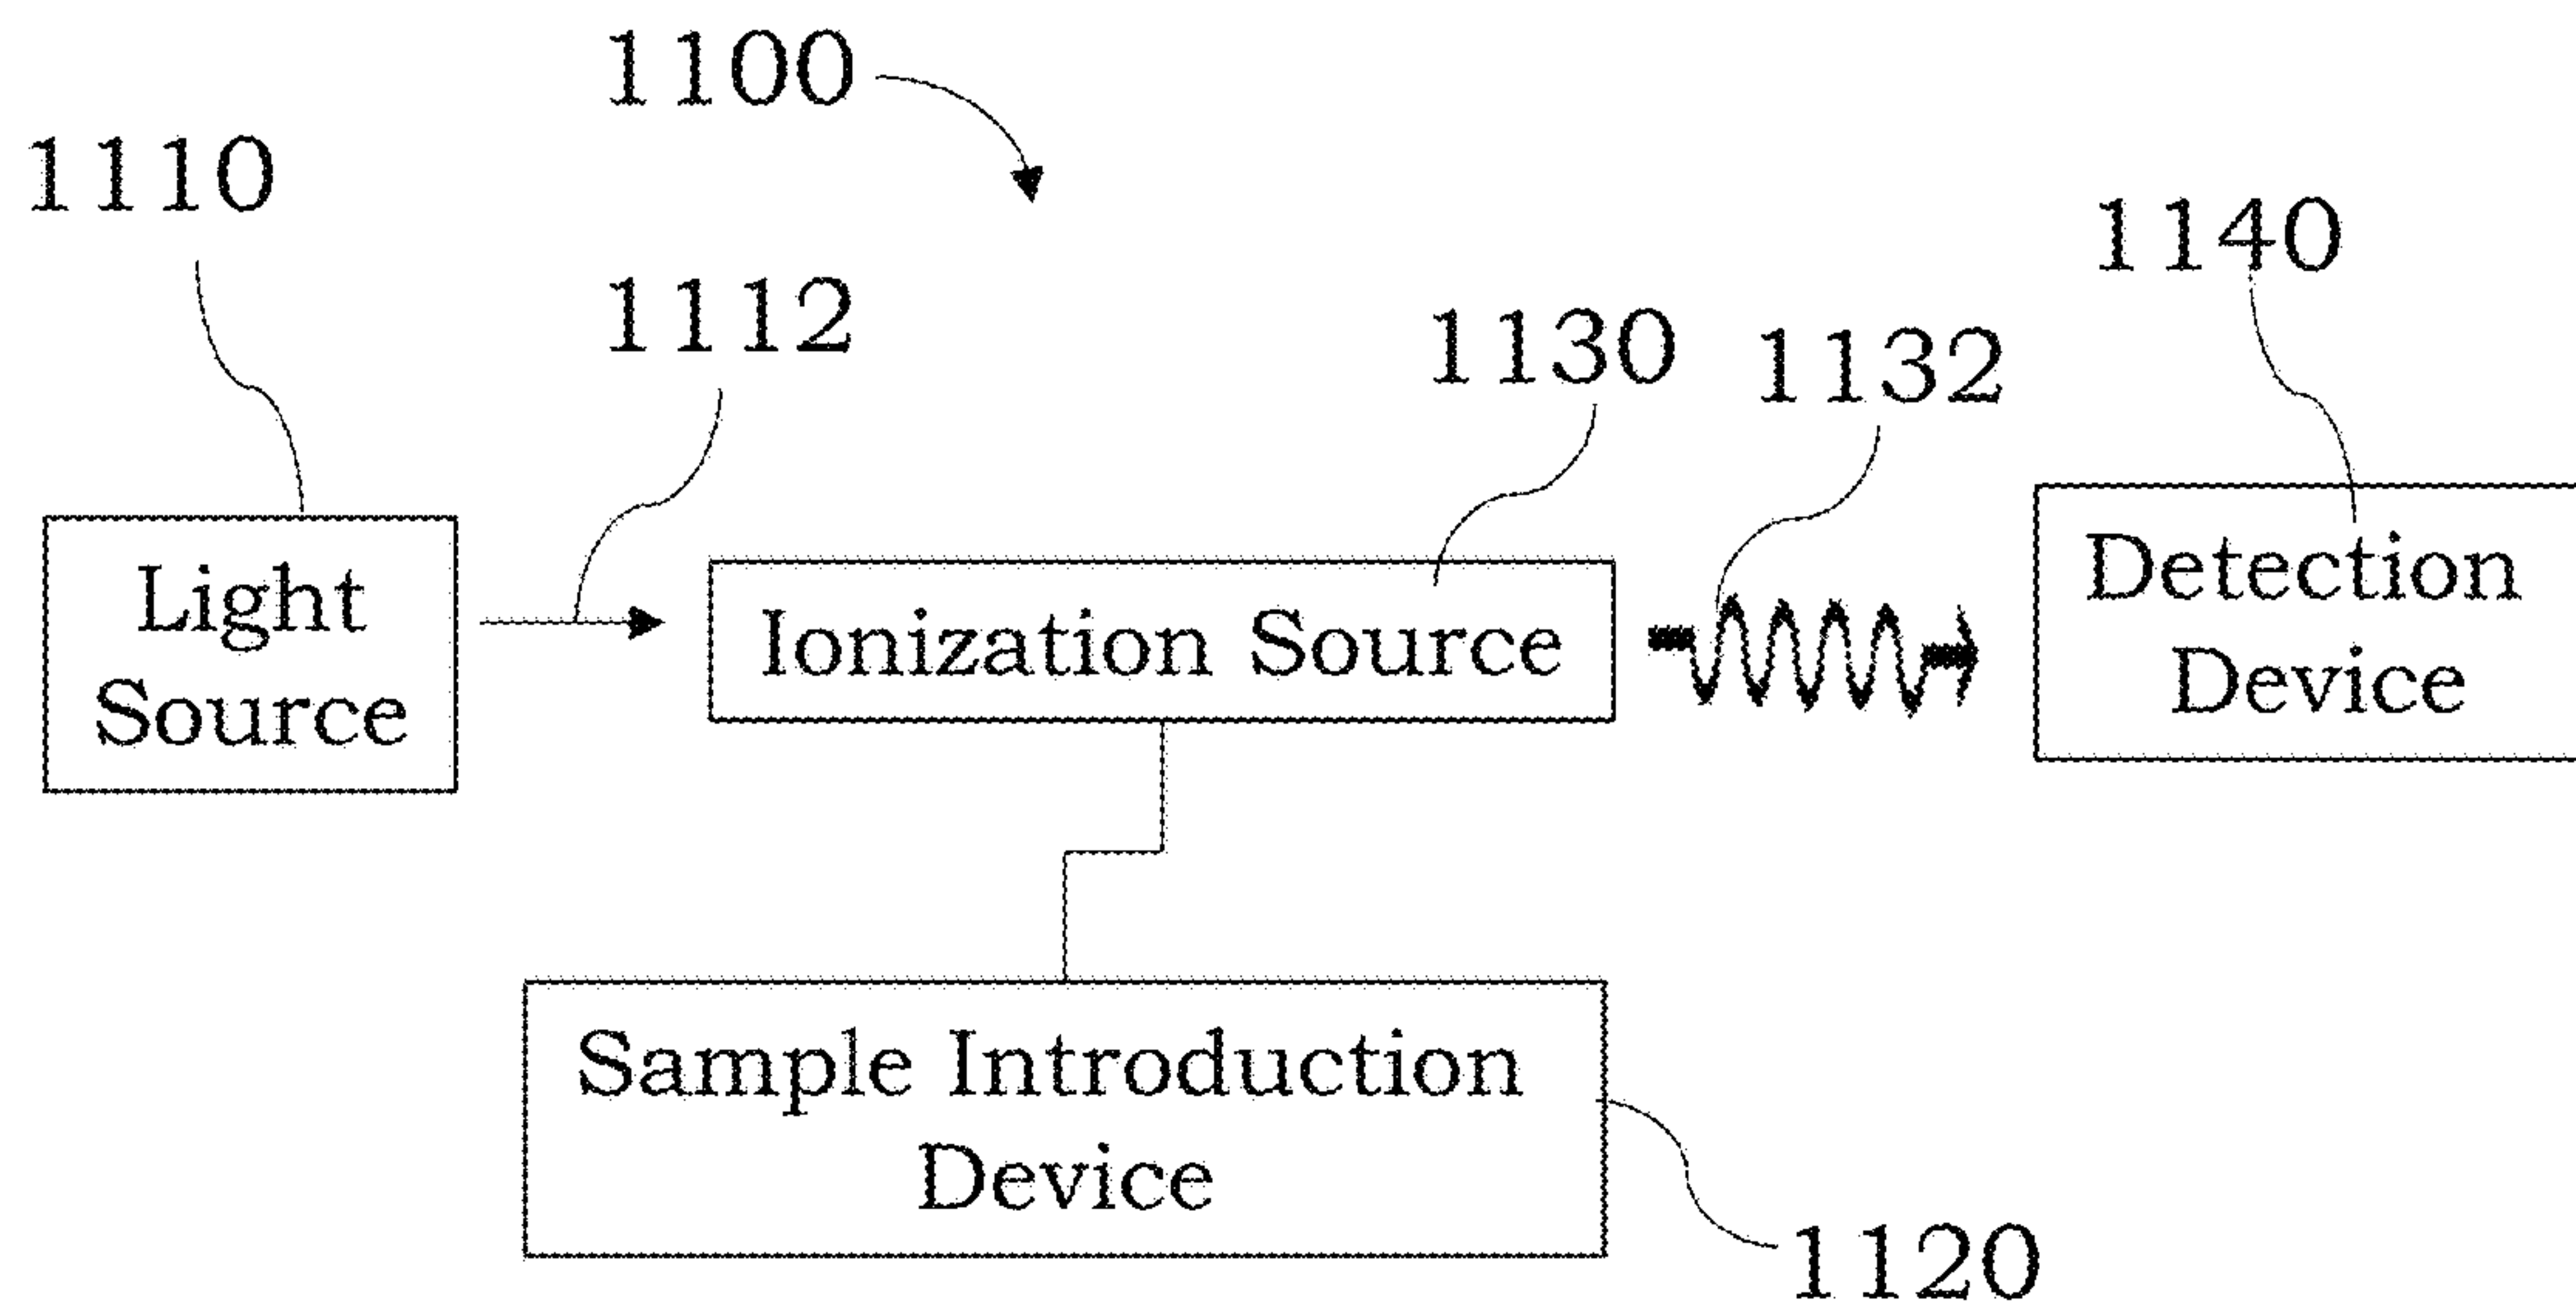 1100
1110
1112
1130
1132
1140
Light
Source
Ionization Source
Detection
Device
Sample Introduction
Device
1120